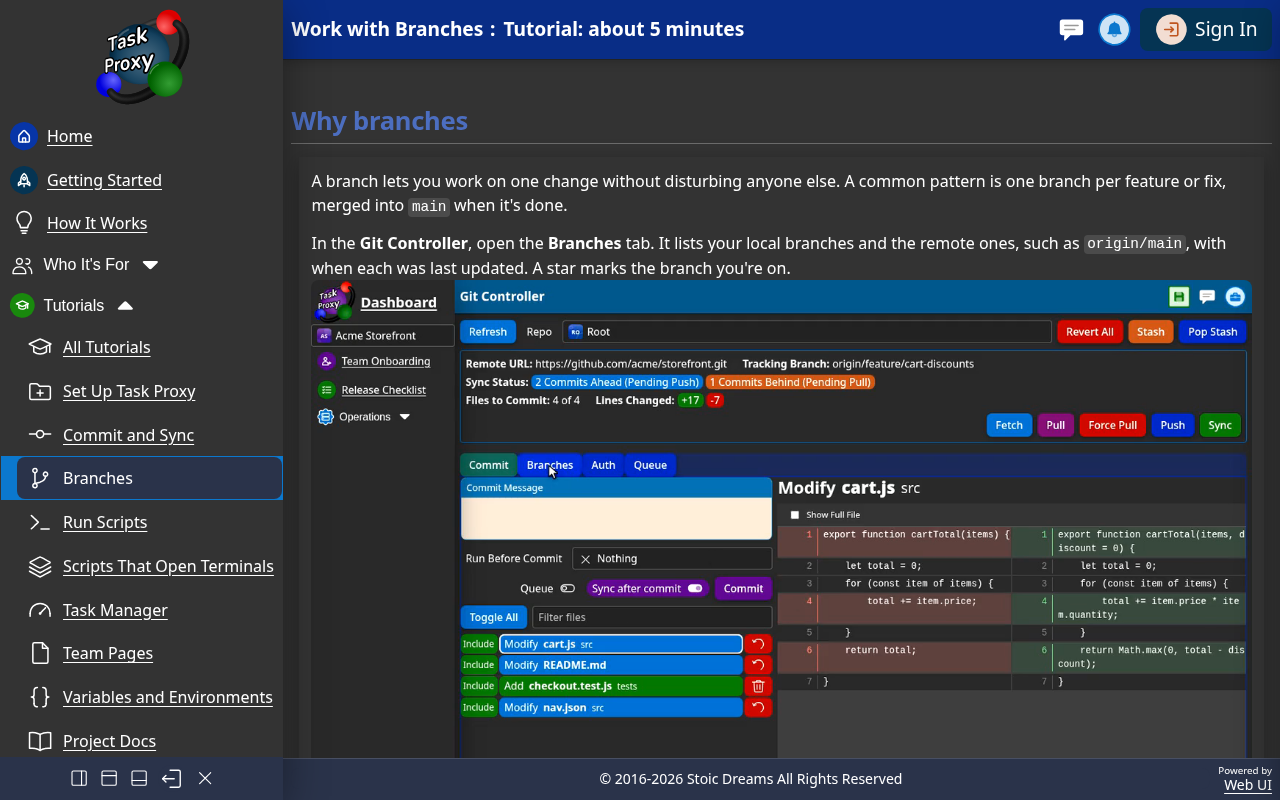 Task
Proxy
Work with Branches : Tutorial: about 5 minutes
Sign In
Home
Getting Started
How It Works
Who It's For
Tutorials
All Tutorials
Set Up Task Proxy
Commit and Sync
Branches
Run Scripts
Scripts That Open Terminals
Task Manager
Team Pages
Variables and Environments
Project Docs
Why branches
A branch lets you work on one change without disturbing anyone else. A common pattern is one branch per feature or fix,
merged into main when it's done.
In the Git Controller, open the Branches tab. It lists your local branches and the remote ones, such as origin/main, with
when each was last updated. A star marks the branch you're on.
Task
Proxy
Dashboard
AS Acme Storefront
Team Onboarding
Release Checklist
Operations
Git Controller
Refresh Repo RO Root Revert All Stash Pop Stash
Remote URL: https://github.com/acme/storefront.git Tracking Branch: origin/feature/cart-discounts
Sync Status: 2 Commits Ahead (Pending Push) 1 Commits Behind (Pending Pull)
Files to Commit: 4 of 4 Lines Changed: +17 -7
Fetch Pull Force Pull Push Sync
Commit Branches Auth Queue
Commit Message
Run Before Commit Nothing
Queue Sync after commit Commit
Toggle All Filter files
Include Modify cart.js src
Include Modify README.md
Include Add checkout.test.js tests
Include Modify nav.json src
Modify cart.js src
Show Full File
1 export function cartTotal(items) { 1 export function cartTotal(items, d
iscount = 0) {
2 let total = 0; 2 let total = 0;
3 for (const item of items) { 3 for (const item of items) {
4 total += item.price; 4 total += item.price * ite
m.quantity;
5 } 5 }
6 return total; 6 return Math.max(0, total - dis
count);
7 } 7 }
© 2016-2026 Stoic Dreams All Rights Reserved
Powered by
Web UI